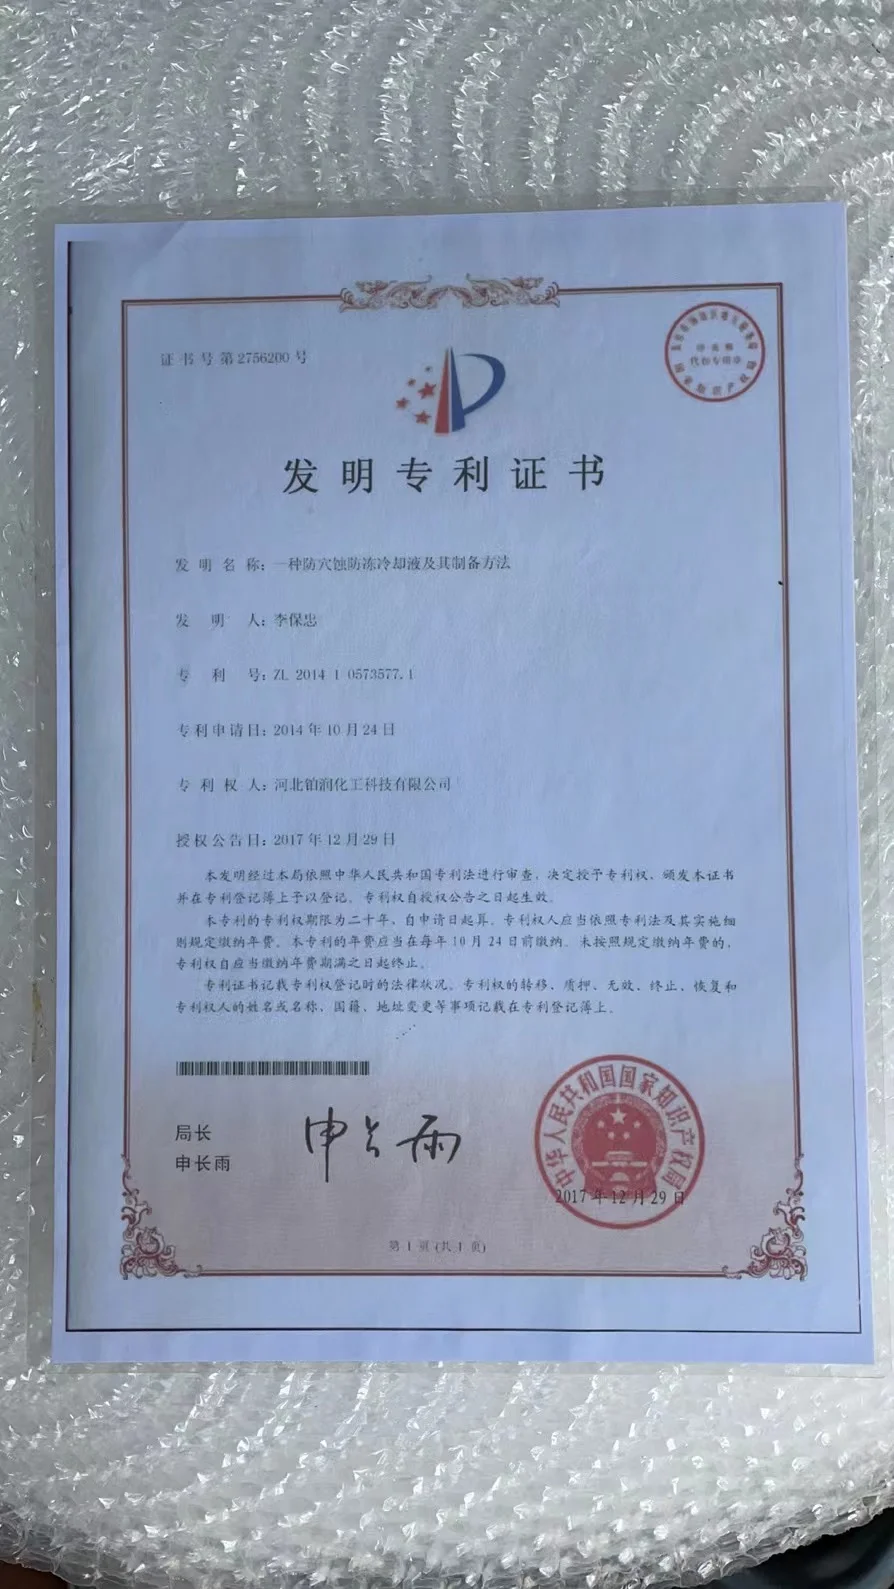 证书号第2756200号
发明专利证书
发明名称：一种防穴蚀防冻冷却液及其制备方法
发明人：李保忠
专利号：ZL 2014 1 0573577.1
专利申请日：2014年10月24日
专利权人：河北铂润化工科技有限公司
授权公告日：2017年12月29日
本发明经过本局依照中华人民共和国专利法进行审查，决定授予专利权，颁发本证书
并在专利登记簿上予以登记。专利权自授权公告之日起生效。
本专利的专利权期限为二十年，自申请日起算。专利权人应当依照专利法及其实施细
则规定缴纳年费。本专利的年费应当在每年10月24日前缴纳。未按照规定缴纳年费的，
专利权自应当缴纳年费期满之日起终止。
专利证书记载专利权登记时的法律状况。专利权的转移、质押、无效、终止、恢复和
专利权人的姓名或名称、国籍、地址变更等事项记载在专利登记簿上。
局长
申长雨
申长雨
中华人民共和国国家知识产权局
2017年12月29日
第1页(共1页)